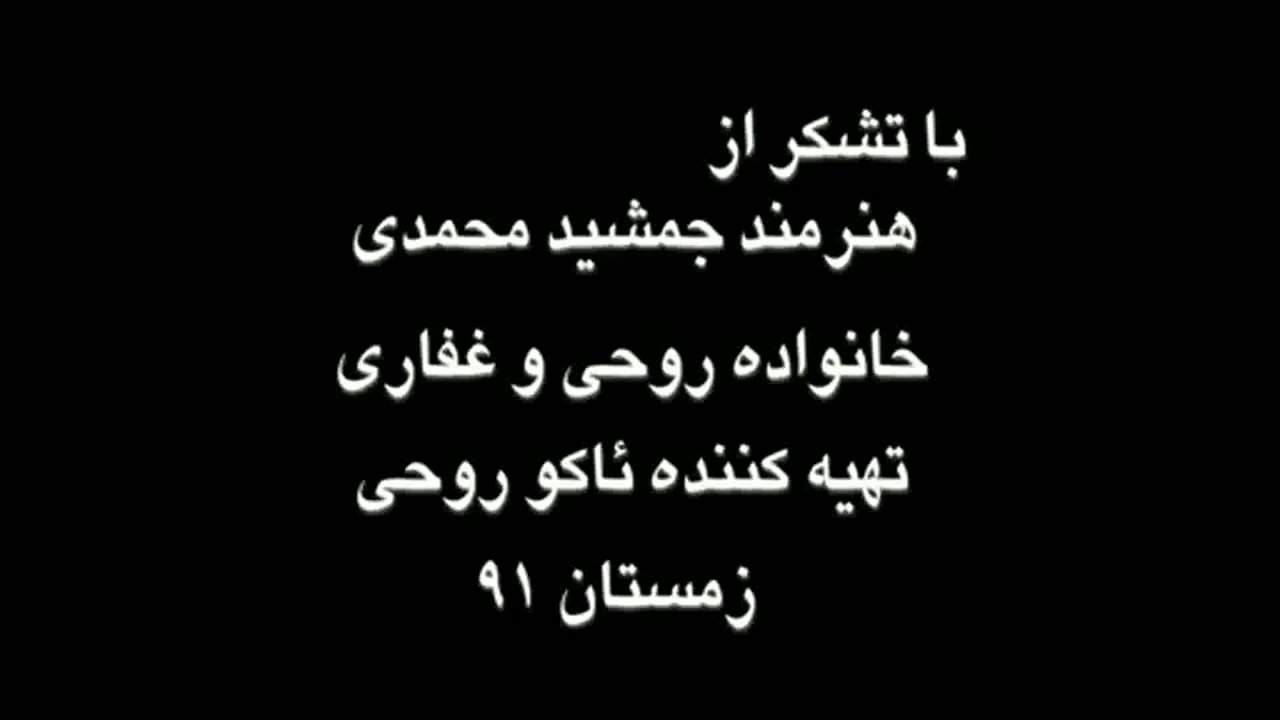 با تشکر از
هنرمند جمشید محمدی
خانواده روحی و غفاری
تهیه کننده ئاکو روحی
زمستان ۹۱